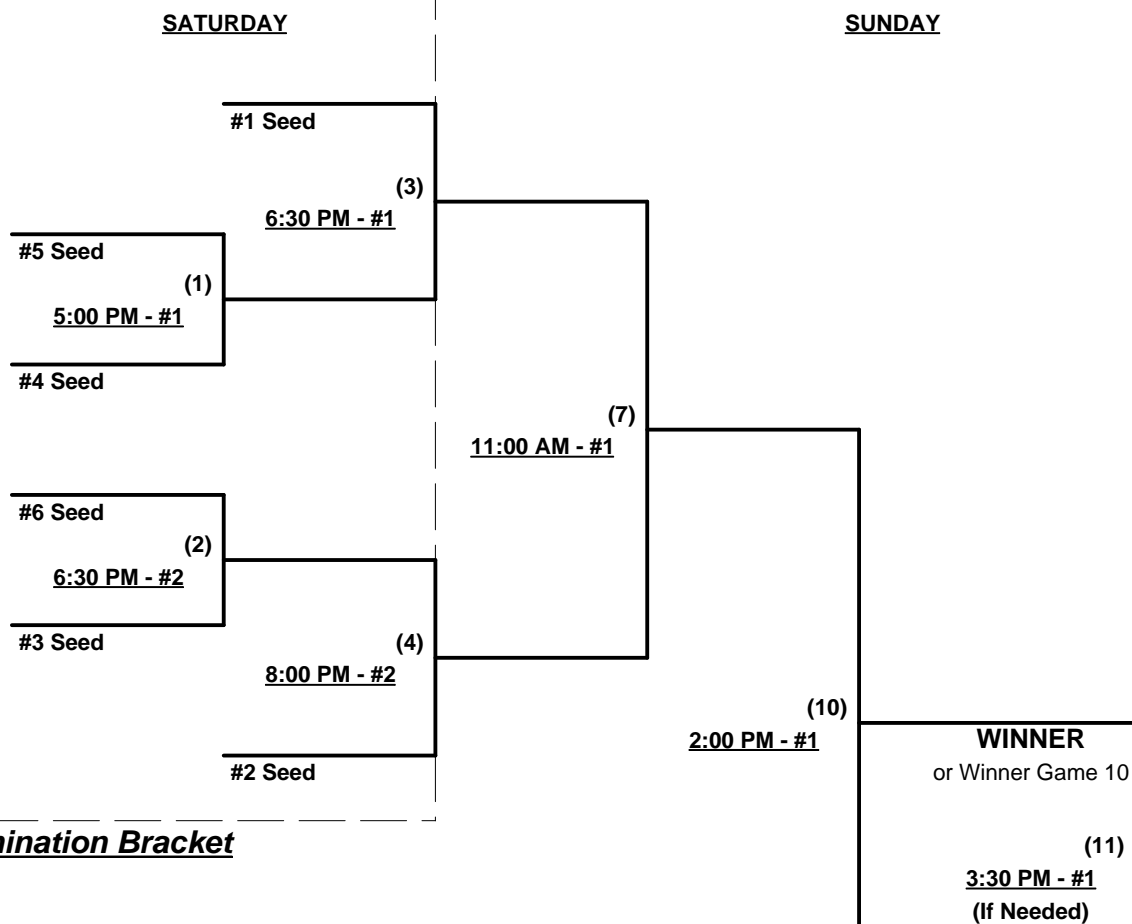 SATURDAY
SUNDAY
#1 Seed
(3)
6:30 PM - #1
#5 Seed
(1)
5:00 PM - #1
#4 Seed
(7)
11:00 AM - #1
#6 Seed
(2)
6:30 PM - #2
#3 Seed
(4)
8:00 PM - #2
(10)
2:00 PM - #1
WINNER
or Winner Game 10
#2 Seed
Bracket
(11)
3:30 PM - #1
(If Needed)